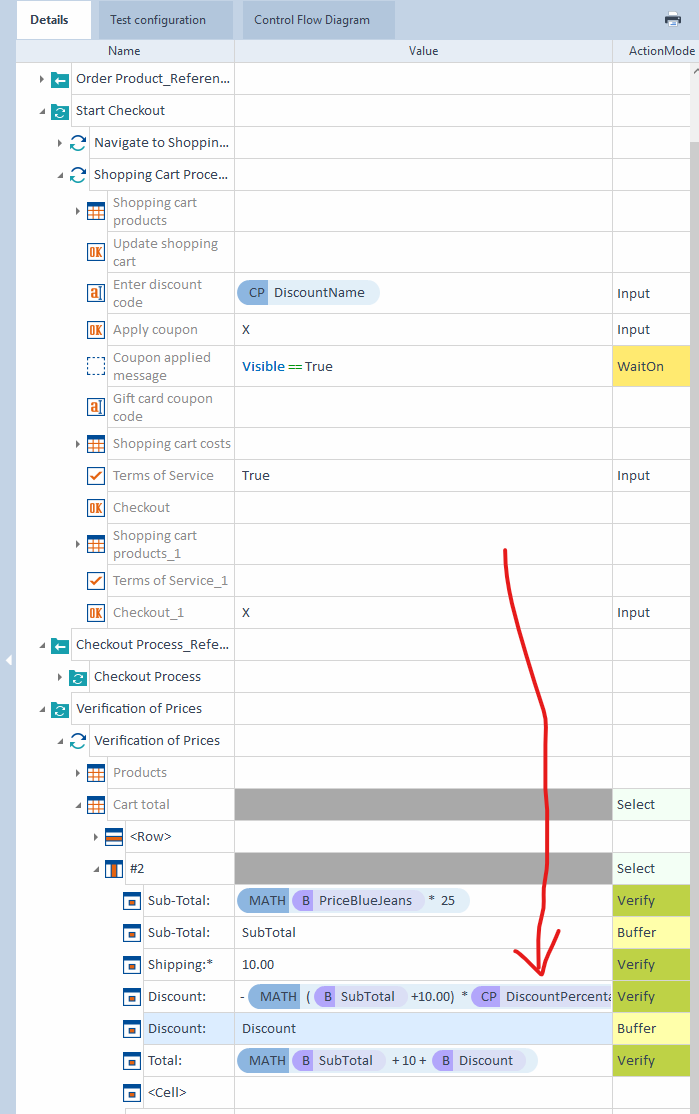 Details
Test configuration
Control Flow Diagram
Name
Value
ActionMode
Order Product_Referen...
Start Checkout
Navigate to Shoppin...
Shopping Cart Proce...
Shopping cart
products
OK
Update shopping
cart
a
Enter discount
code
CP DiscountName
Input
OK
Apply coupon
X
Input
Coupon applied
message
Visible == True
WaitOn
a
Gift card coupon
code
Shopping cart costs
Terms of Service
True
Input
OK
Checkout
Shopping cart
products_1
Terms of Service_1
OK
Checkout_1
X
Input
Checkout Process_Refe...
Checkout Process
Verification of Prices
Verification of Prices
Products
Cart total
Select
<Row>
#2
Select
Sub-Total:
MATH B PriceBlueJeans * 25
Verify
Sub-Total:
SubTotal
Buffer
Shipping:*
10.00
Verify
Discount:
- MATH ( B SubTotal +10.00) * CP DiscountPercenta
Verify
Discount:
Discount
Buffer
Total:
MATH B SubTotal +10+ B Discount
Verify
<Cell>